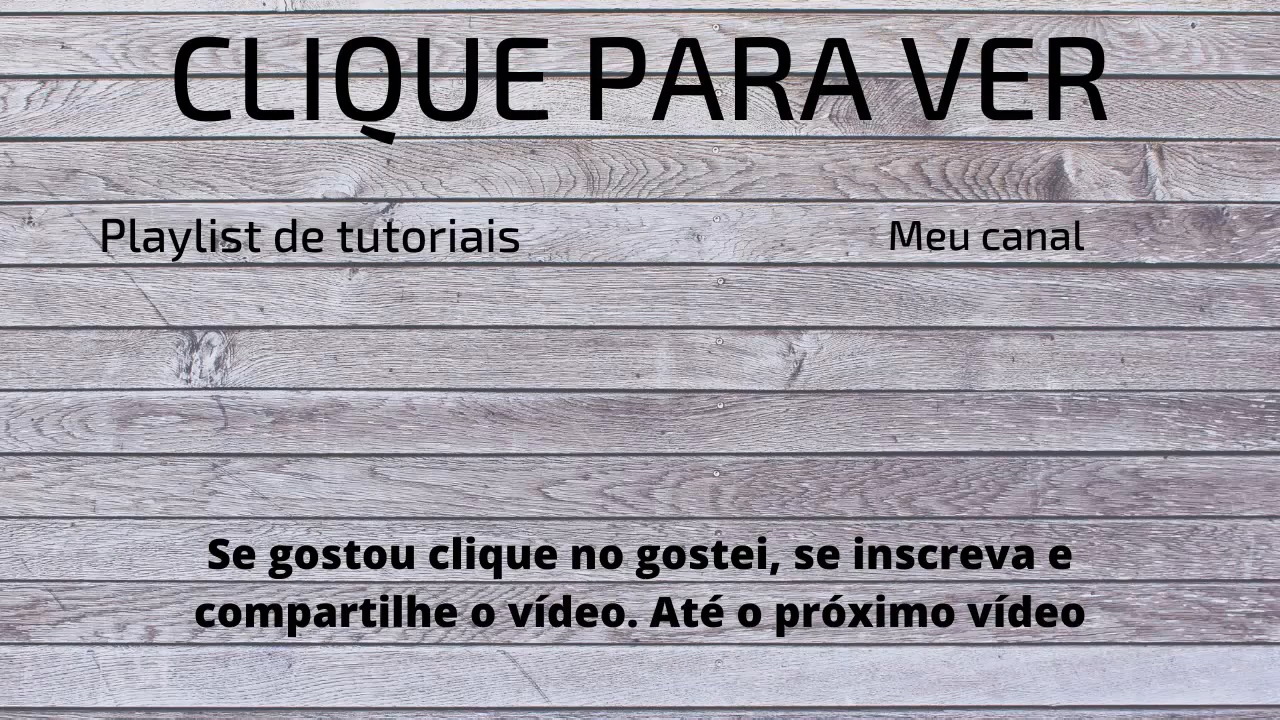 CLIQUE PARA VER
Playlist de tutoriais
Meu canal
Se gostou clique no gostei, se inscreva e
compartilhe o vídeo. Até o próximo vídeo